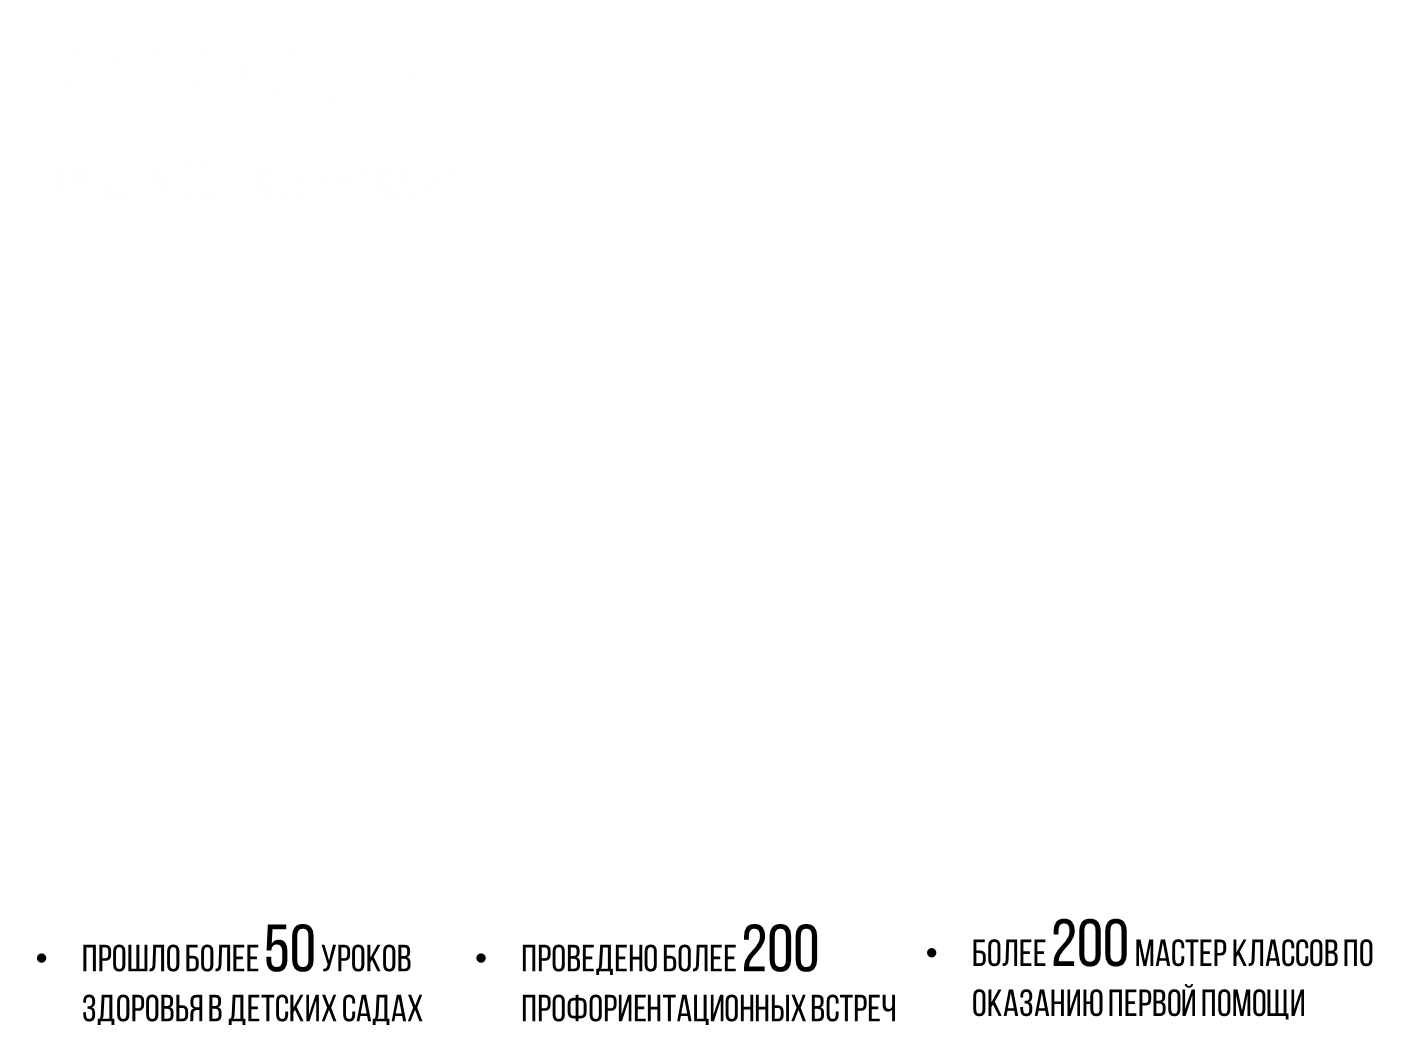 • ПРОШЛО БОЛЕЕ 50 УРОКОВ
ЗДОРОВЬЯ В ДЕТСКИХ САДАХ
• ПРОВЕДЕНО БОЛЕЕ 200
ПРОФОРИЕНТАЦИОННЫХ ВСТРЕЧ
• БОЛЕЕ 200 МАСТЕР КЛАССОВ ПО
ОКАЗАНИЮ ПЕРВОЙ ПОМОЩИ